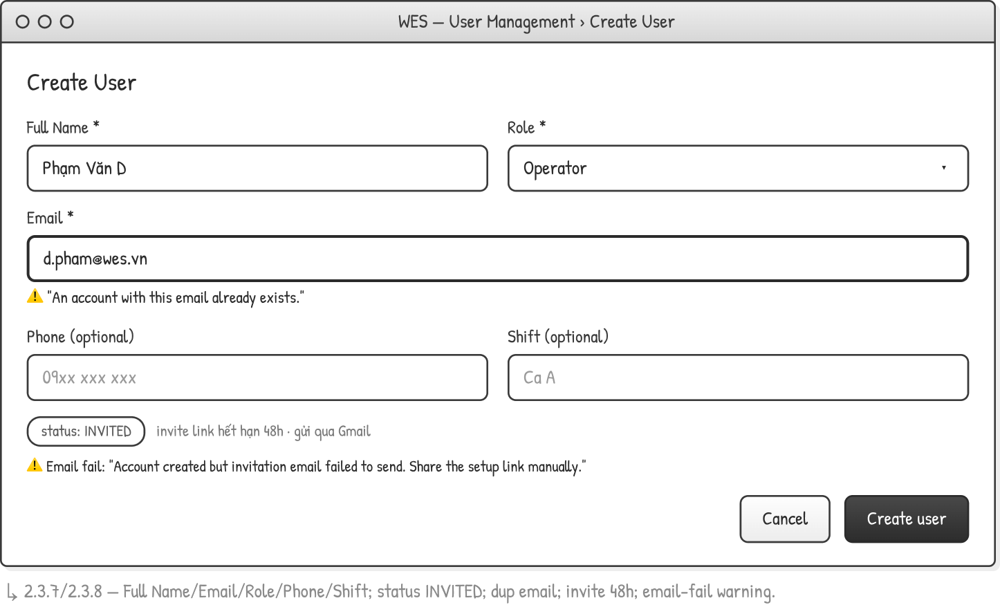 WES — User Management › Create User
Create User
Full Name *
Role *
Phạm Văn D
Operator
Email *
d.pham@wes.vn
⚠️ "An account with this email already exists."
Phone (optional)
Shift (optional)
09xx xxx xxx
Ca A
status: INVITED
invite link hết hạn 48h · gửi qua Gmail
⚠️ Email fail: "Account created but invitation email failed to send. Share the setup link manually."
Cancel
Create user
↳ 2.3.7/2.3.8 — Full Name/Email/Role/Phone/Shift; status INVITED; dup email; invite 48h; email-fail warning.